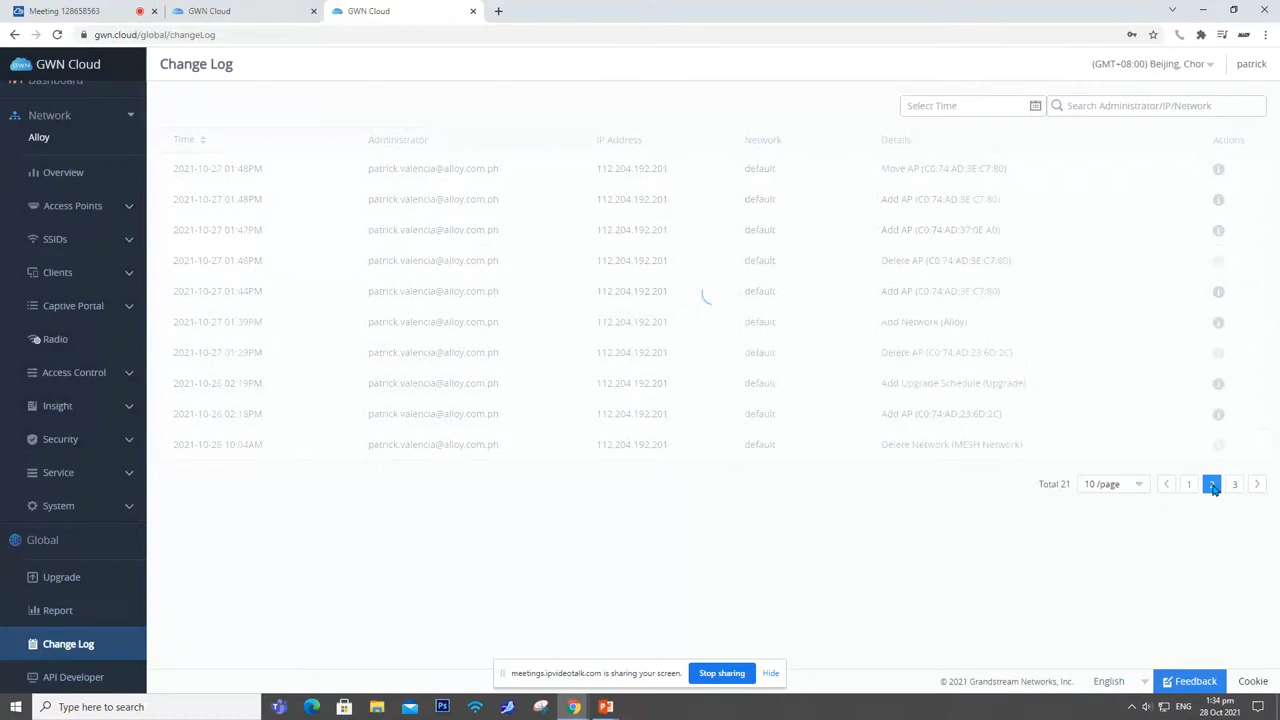 Meeting 128658563
GWN Cloud
GWN Cloud
gwn.cloud/global/changeLog
GWN Cloud
Change Log
(GMT+08:00) Beijing, Chor
patrick
Dashboard
Network
Alloy
Overview
Access Points
SSIDs
Clients
Captive Portal
Radio
Access Control
Insight
Security
Service
System
Global
Upgrade
Report
Change Log
API Developer
Select Time
Search Administrator/IP/Network
Time Administrator IP Address Network Details Actions
2021-10-27 01:48PM patrick.valencia@alloy.com.ph 112.204.192.201 default Move AP (C0:74:AD:3E:C7:80)
2021-10-27 01:48PM patrick.valencia@alloy.com.ph 112.204.192.201 default Add AP (C0:74:AD:3E:C7:80)
2021-10-27 01:47PM patrick.valencia@alloy.com.ph 112.204.192.201 default Add AP (C0:74:AD:37:0E:A0)
2021-10-27 01:46PM patrick.valencia@alloy.com.ph 112.204.192.201 default Delete AP (C0:74:AD:3E:C7:80)
2021-10-27 01:44PM patrick.valencia@alloy.com.ph 112.204.192.201 default Add AP (C0:74:AD:3E:C7:80)
2021-10-27 01:39PM patrick.valencia@alloy.com.ph 112.204.192.201 default Add Network (Alloy)
2021-10-27 01:29PM patrick.valencia@alloy.com.ph 112.204.192.201 default Delete AP (C0:74:AD:23:6D:2C)
2021-10-26 02:19PM patrick.valencia@alloy.com.ph 112.204.192.201 default Add Upgrade Schedule (Upgrade)
2021-10-26 02:18PM patrick.valencia@alloy.com.ph 112.204.192.201 default Add AP (C0:74:AD:23:6D:2C)
2021-10-26 10:04AM patrick.valencia@alloy.com.ph 112.204.192.201 default Delete Network (MESH Network)
Total 21 10 /page 1 2 3
meetings.ipvideotalk.com is sharing your screen. Stop sharing Hide
© 2021 Grandstream Networks, Inc. English Feedback Cookie
Type here to search
ENG
1:34 pm
28 Oct 2021